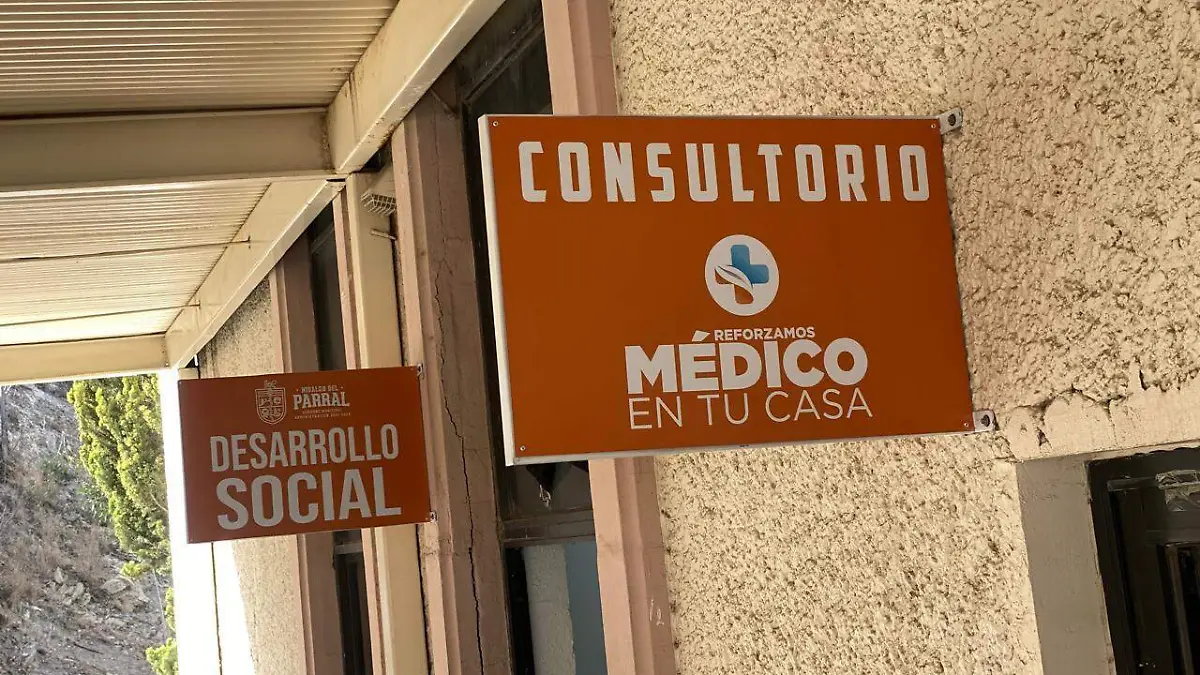 CONSULTORIO
REFORZAMOS
MÉDICO
EN TU CASA
HIDALGO DEL
PARRAL
DESARROLLO
SOCIAL